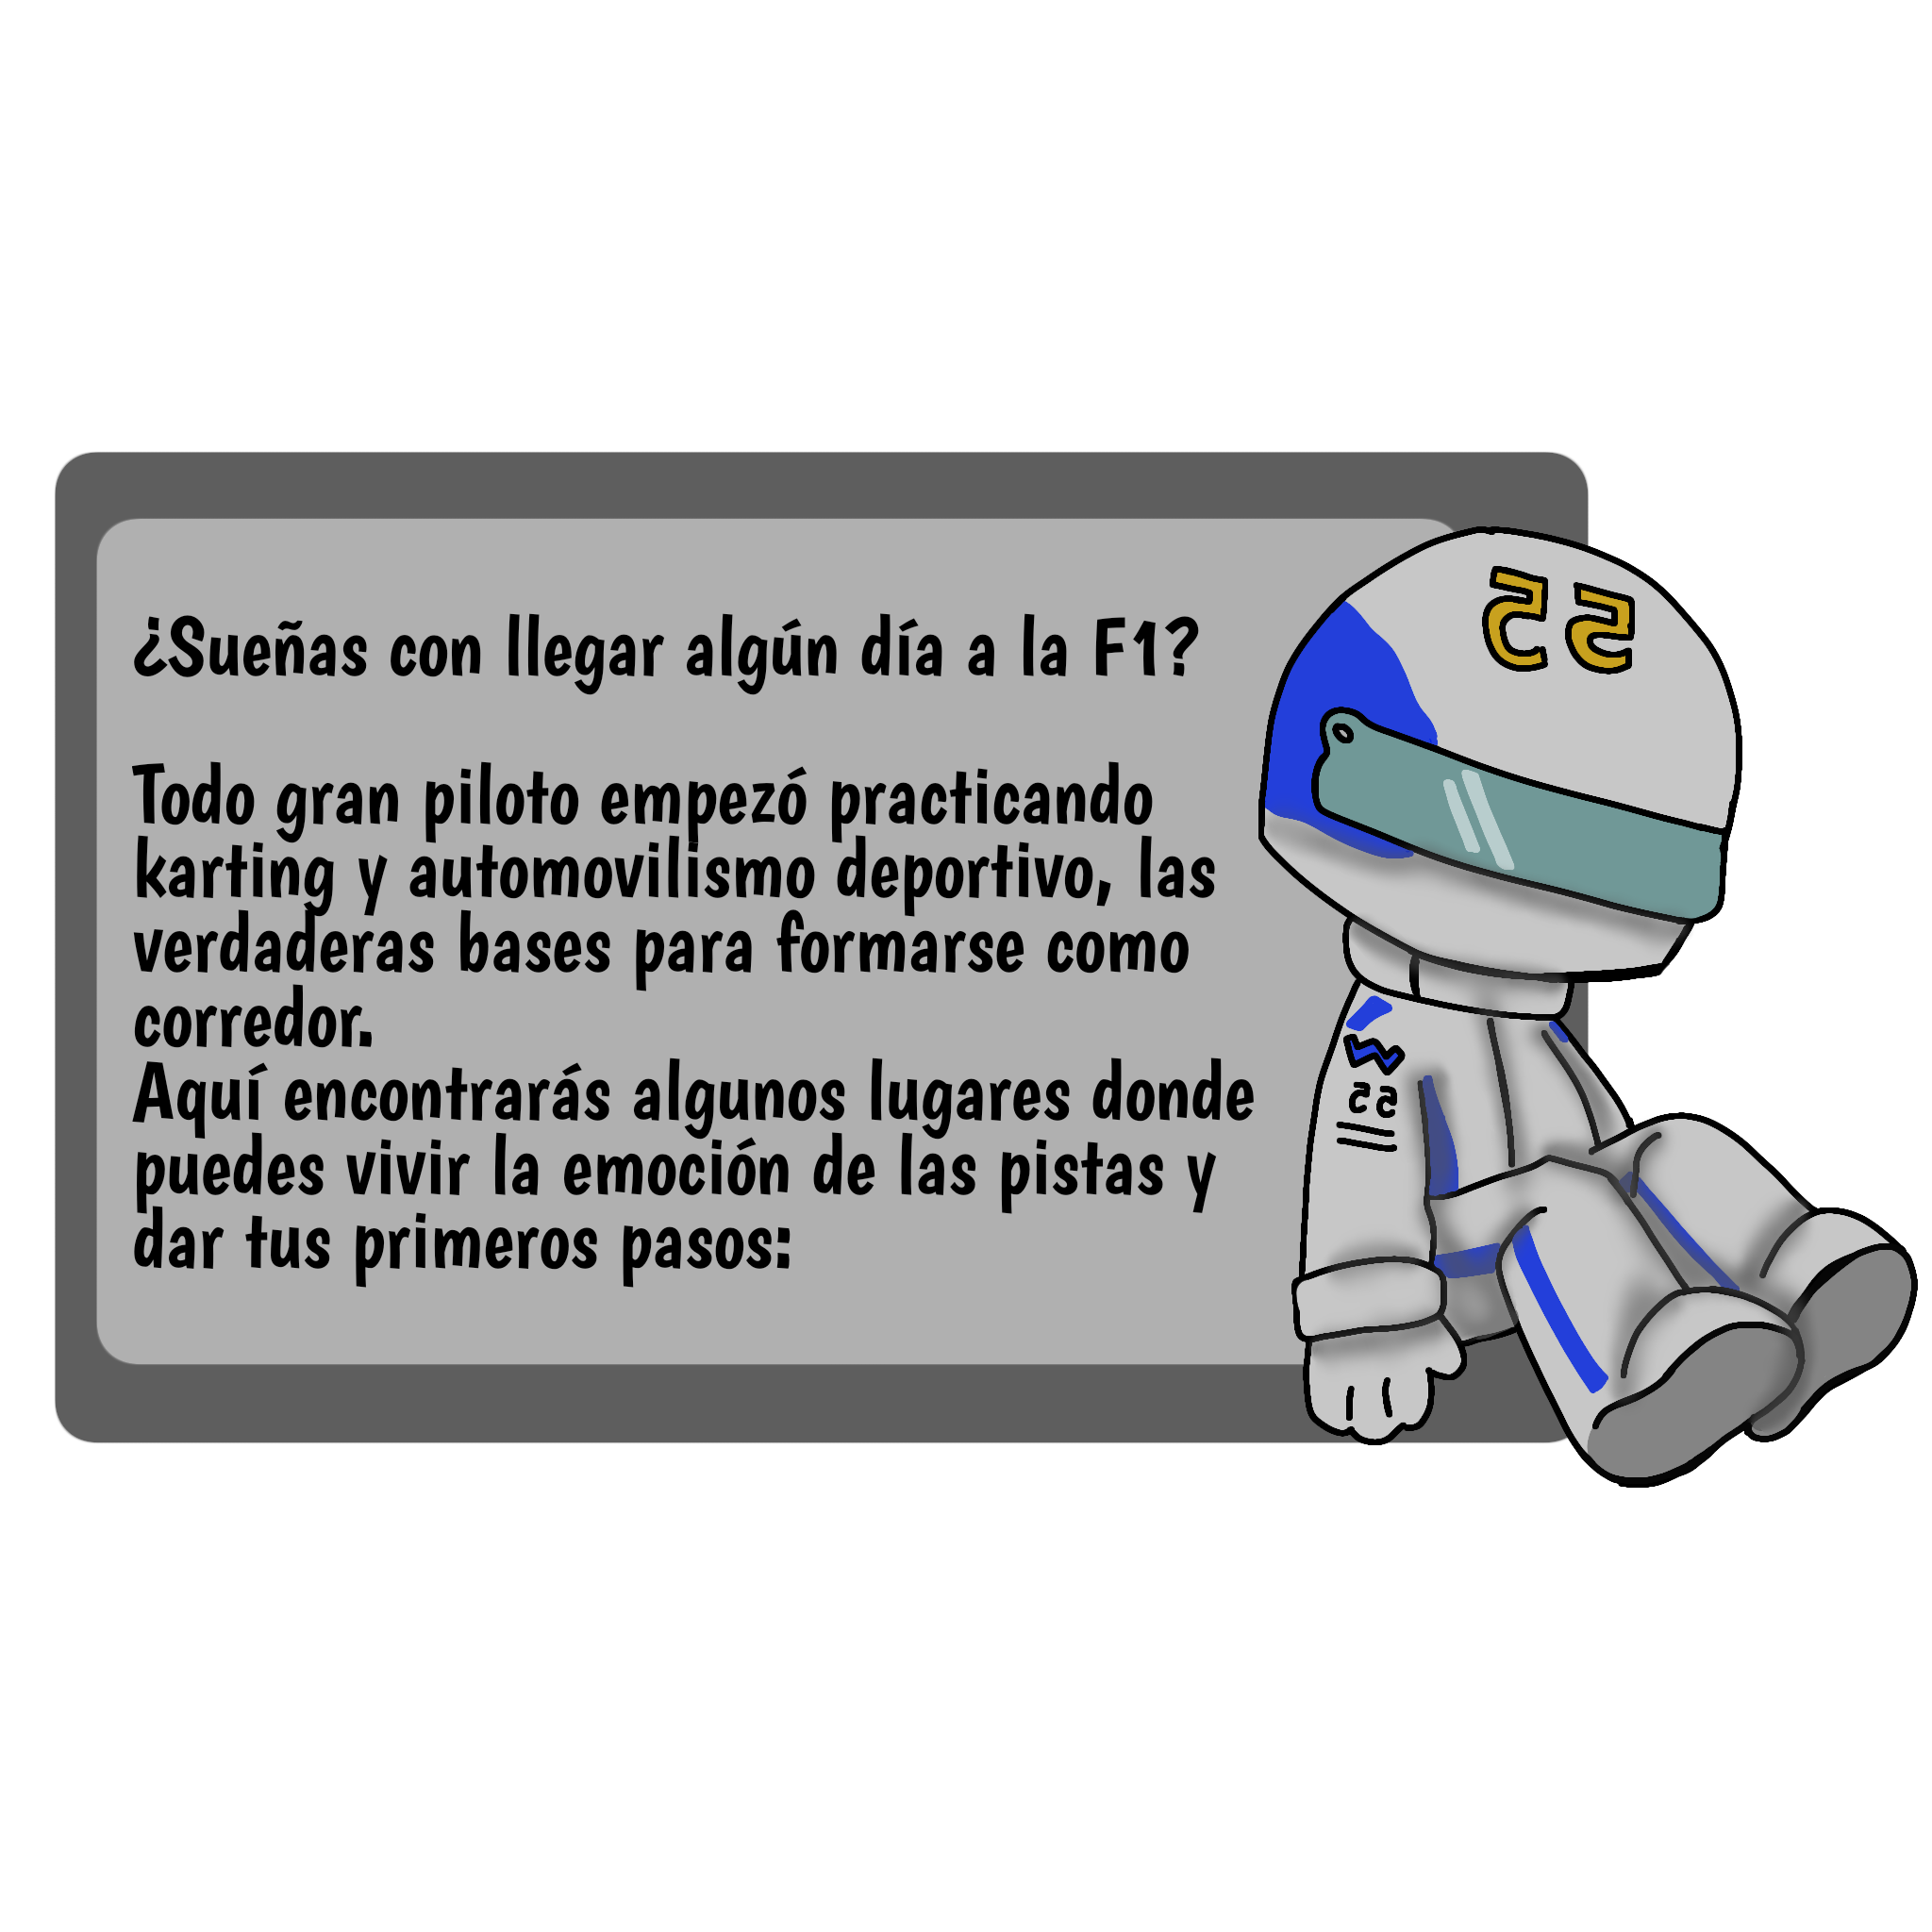 ¿Sueñas con llegar algún día a la F1?
Todo gran piloto empezó practicando
karting y automovilismo deportivo, las
verdaderas bases para formarse como
corredor.
Aquí encontrarás algunos lugares donde
puedes vivir la emoción de las pistas y
dar tus primeros pasos:
55
55